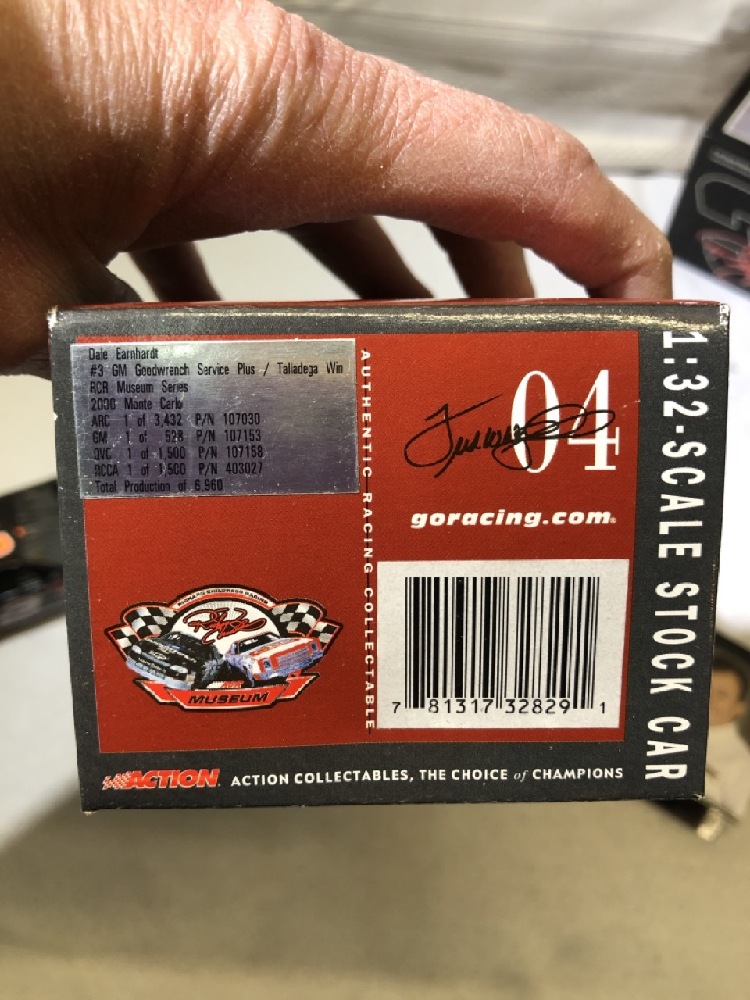 Dale Earnhardt
#3 GM Goodwrench Service Plus / Talladega Win
RCR Museum Series
2000 Monte Carlo
ARC 1 of 3,432 P/N 107030
GM 1 of 528 P/N 107153
QVC 1 of 1,500 P/N 107158
RCCA 1 of 1,500 P/N 403027
Total Production of 6,960
AUTHENTIC RACING COLLECTABLE
04
goracing.com
7 81317 32829 1
RICHARD CHILDRESS RACING
MUSEUM
ACTION ACTION COLLECTABLES, THE CHOICE of CHAMPIONS
1:32-SCALE STOCK CAR